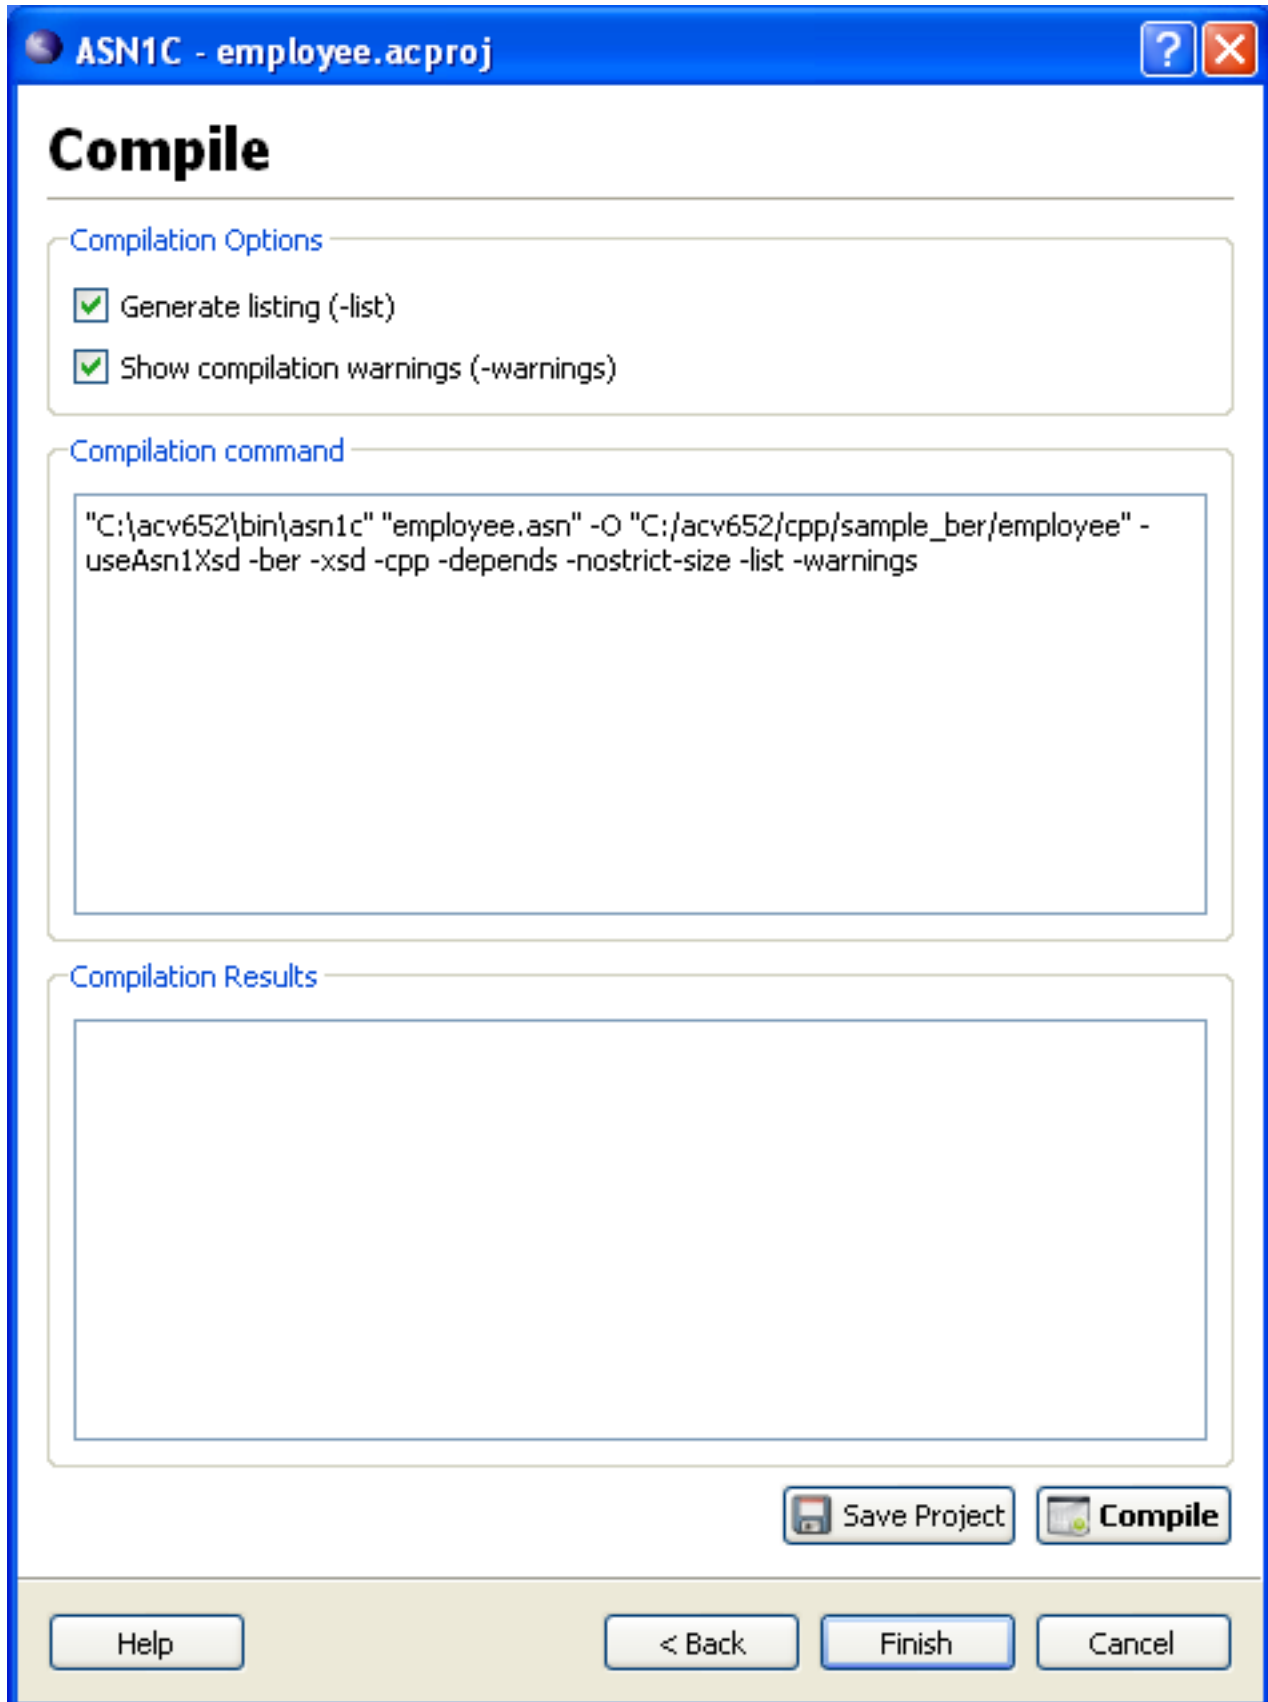 ASN1C - employee.acproj
?
Compile
Compilation Options
Generate listing (-list)
Show compilation warnings (-warnings)
Compilation command
"C:\acv652\bin\asn1c" "employee.asn" -O "C:/acv652/cpp/sample_ber/employee" -
useAsn1Xsd -ber -xsd -cpp -depends -nostrict-size -list -warnings
Compilation Results
Save Project
Compile
Help
< Back
Finish
Cancel